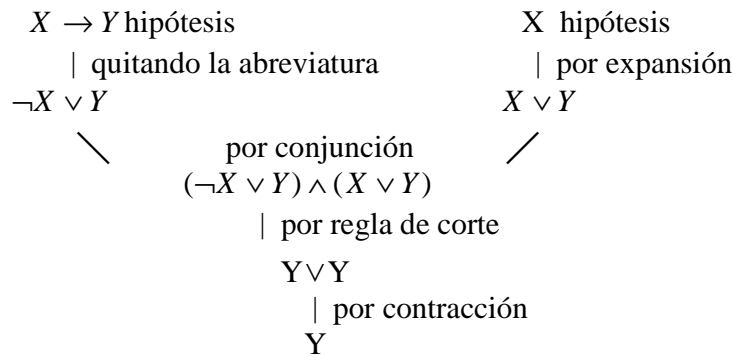 X → Y hipótesis X hipótesis
| quitando la abreviatura | por expansión
¬X ∨ Y X ∨ Y
por conjunción
(¬X ∨ Y) ∧ (X ∨ Y)
| por regla de corte
Y∨Y
| por contracción
Y